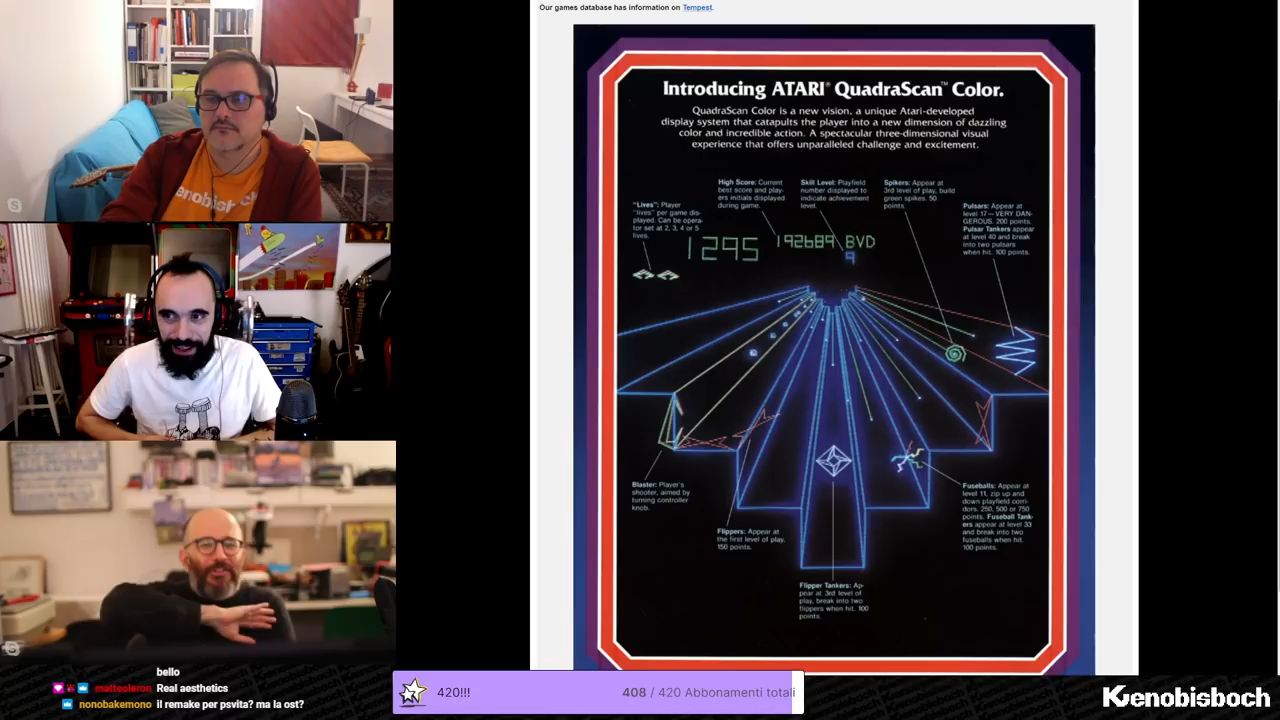 Our games database has information on Tempest.
Introducing ATARI® QuadraScan™ Color.
QuadraScan Color is a new vision, a unique Atari-developed
display system that catapults the player into a new dimension of dazzling
color and incredible action. A spectacular three-dimensional visual
experience that offers unparalleled challenge and excitement.
"Lives": Player
"lives" per game dis-
played. Can be opera-
tor set at 2, 3, 4 or 5
lives.
High Score: Current
best score and play-
ers initials displayed
during game.
Skill Level: Playfield
number displayed to
indicate achievement
level.
Spikers: Appear at
3rd level of play, build
green spikes. 50
points.
Pulsars: Appear at
level 17—VERY DAN-
GEROUS. 200 points.
Pulsar Tankers appear
at level 40 and break
into two pulsars
when hit. 100 points.
1295
192689 BVD
9
Blaster: Player's
shooter, aimed by
turning controller
knob.
Flippers: Appear at
the first level of play.
150 points.
Flipper Tankers: Ap-
pear at 3rd level of
play, break into two
flippers when hit. 100
points.
Fuseballs: Appear at
level 11, zip up and
down playfield corri-
dors. 250, 500 or 750
points. Fuseball Tank-
ers appear at level 33
and break into two
fuseballs when hit.
100 points.
enobisb
bello
matteoleron Real aesthetics
nonobakemono il remake per psvita? ma la ost?
420!!!
408 / 420 Abbonamenti totali
Kenobisboch